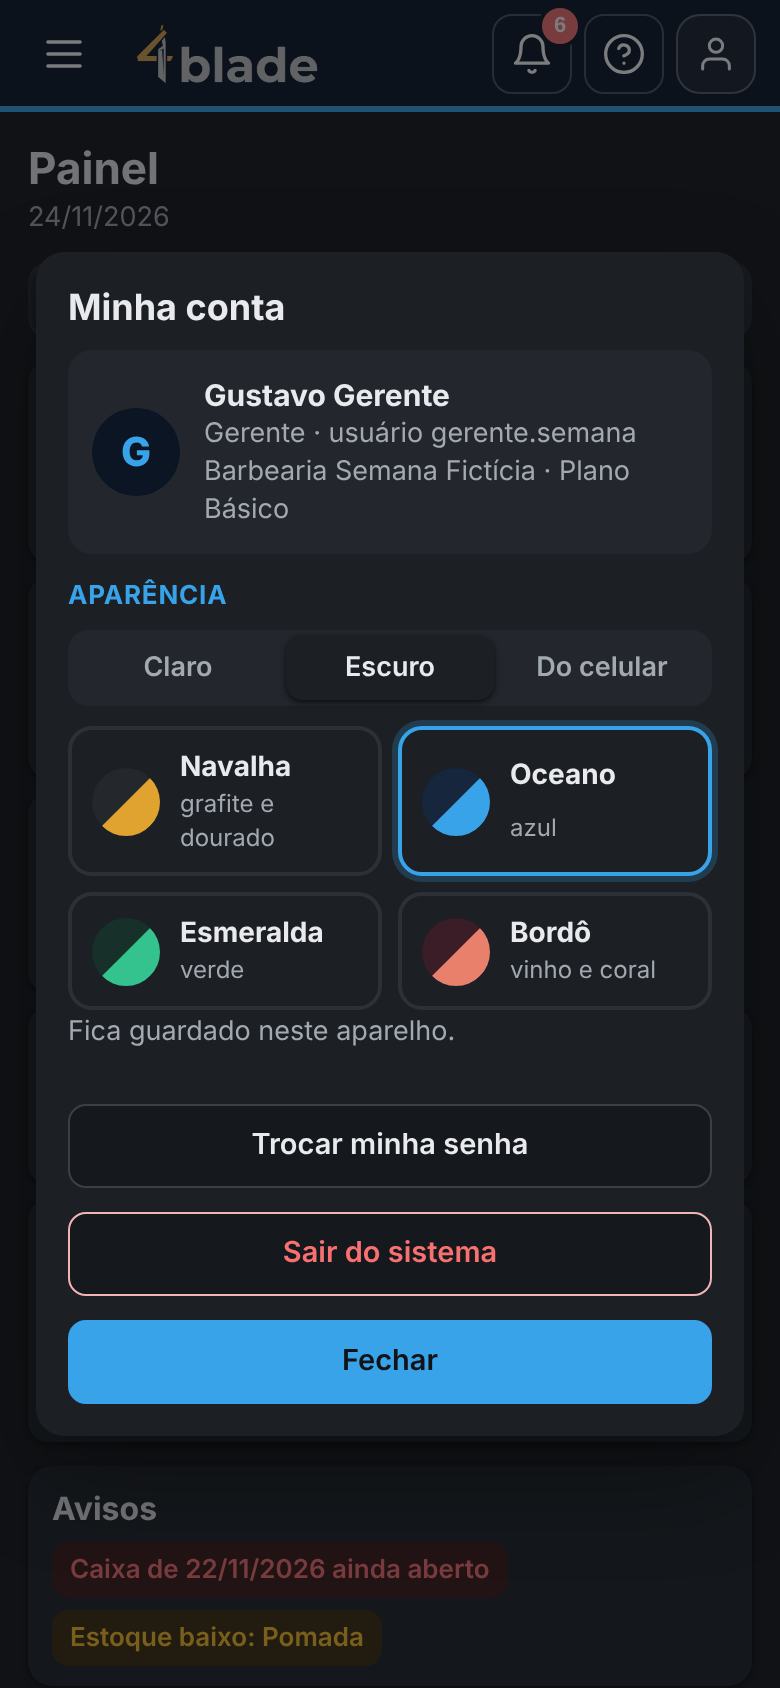 4blade
6
Painel
24/11/2026
Minha conta
G
Gustavo Gerente
Gerente · usuário gerente.semana
Barbearia Semana Fictícia · Plano
Básico
APARÊNCIA
Claro
Escuro
Do celular
Navalha
grafite e
dourado
Oceano
azul
Esmeralda
verde
Bordô
vinho e coral
Fica guardado neste aparelho.
Trocar minha senha
Sair do sistema
Fechar
Avisos
Caixa de 22/11/2026 ainda aberto
Estoque baixo: Pomada